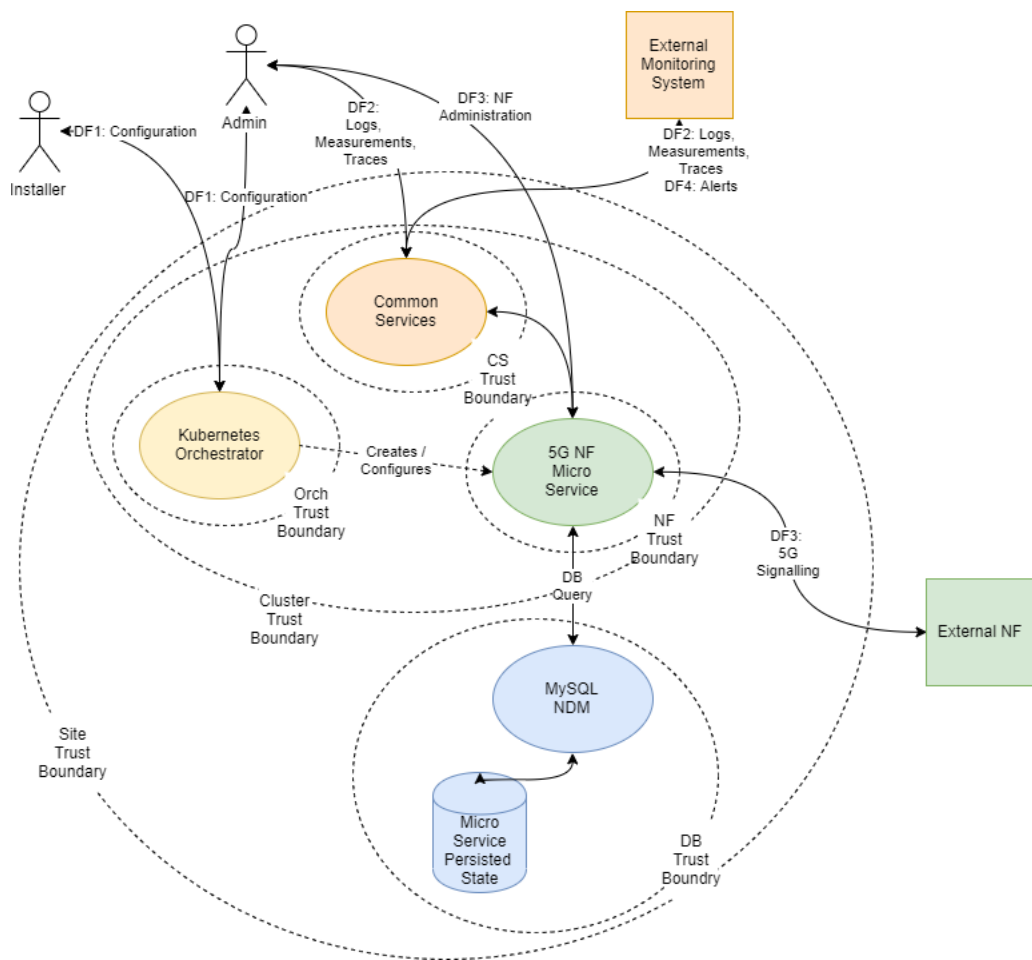 External
Monitoring
System
Admin
Installer
DF1: Configuration
DF2:
Logs,
Measurements,
Traces
DF3: NF
Administration
DF2: Logs,
Measurements,
Traces
DF4: Alerts
DF1: Configuration
Common
Services
CS
Trust
Boundary
Kubernetes
Orchestrator
Creates /
Configures
5G NF
Micro
Service
Orch
Trust
Boundary
NF
Trust
Boundary
DF3:
5G
Signalling
DB
Query
Cluster
Trust
Boundary
External NF
MySQL
NDM
Site
Trust
Boundary
Micro
Service
Persisted
State
DB
Trust
Boundry